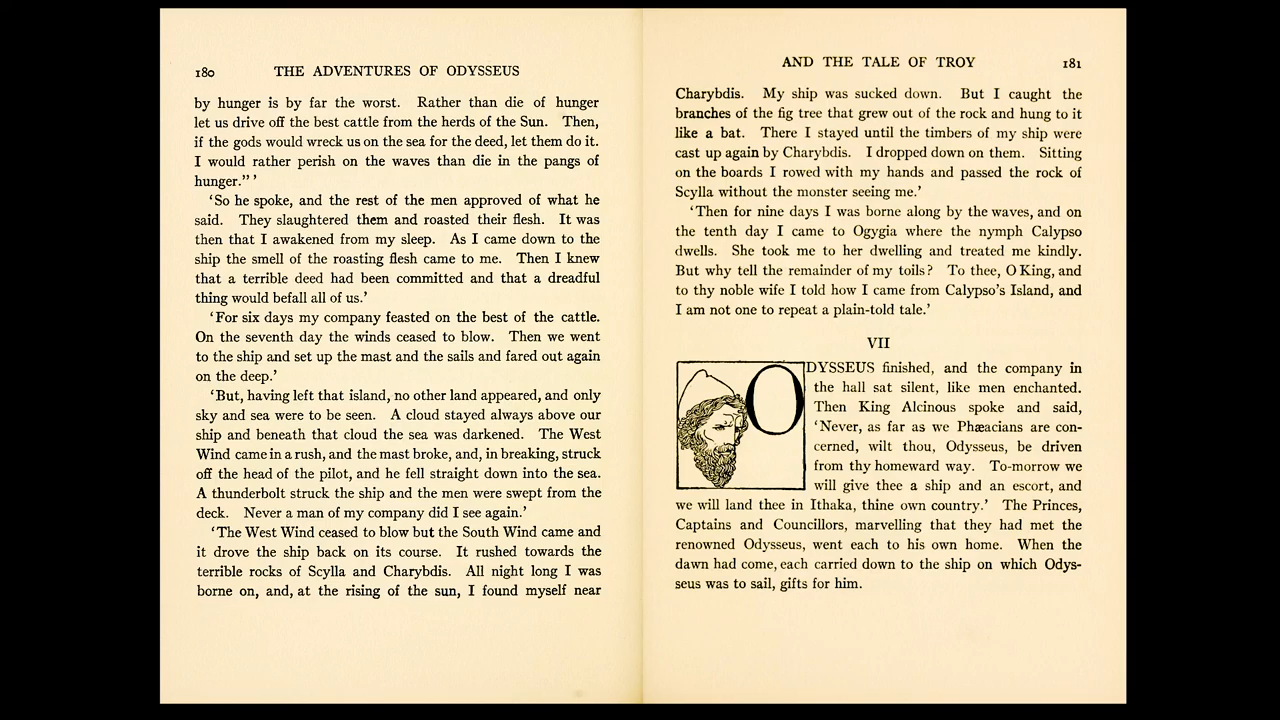 180 THE ADVENTURES OF ODYSSEUS
by hunger is by far the worst. Rather than die of hunger
let us drive off the best cattle from the herds of the Sun. Then,
if the gods would wreck us on the sea for the deed, let them do it.
I would rather perish on the waves than die in the pangs of
hunger.” ’
‘So he spoke, and the rest of the men approved of what he
said. They slaughtered them and roasted their flesh. It was
then that I awakened from my sleep. As I came down to the
ship the smell of the roasting flesh came to me. Then I knew
that a terrible deed had been committed and that a dreadful
thing would befall all of us.’
‘For six days my company feasted on the best of the cattle.
On the seventh day the winds ceased to blow. Then we went
to the ship and set up the mast and the sails and fared out again
on the deep.’
‘But, having left that island, no other land appeared, and only
sky and sea were to be seen. A cloud stayed always above our
ship and beneath that cloud the sea was darkened. The West
Wind came in a rush, and the mast broke, and, in breaking, struck
off the head of the pilot, and he fell straight down into the sea.
A thunderbolt struck the ship and the men were swept from the
deck. Never a man of my company did I see again.’
‘The West Wind ceased to blow but the South Wind came and
it drove the ship back on its course. It rushed towards the
terrible rocks of Scylla and Charybdis. All night long I was
borne on, and, at the rising of the sun, I found myself near
AND THE TALE OF TROY 181
Charybdis. My ship was sucked down. But I caught the
branches of the fig tree that grew out of the rock and hung to it
like a bat. There I stayed until the timbers of my ship were
cast up again by Charybdis. I dropped down on them. Sitting
on the boards I rowed with my hands and passed the rock of
Scylla without the monster seeing me.’
‘Then for nine days I was borne along by the waves, and on
the tenth day I came to Ogygia where the nymph Calypso
dwells. She took me to her dwelling and treated me kindly.
But why tell the remainder of my toils? To thee, O King, and
to thy noble wife I told how I came from Calypso’s Island, and
I am not one to repeat a plain-told tale.’
VII
ODYSSEUS finished, and the company in
the hall sat silent, like men enchanted.
Then King Alcinous spoke and said,
‘Never, as far as we Phæacians are con-
cerned, wilt thou, Odysseus, be driven
from thy homeward way. To-morrow we
will give thee a ship and an escort, and
we will land thee in Ithaka, thine own country.’ The Princes,
Captains and Councillors, marvelling that they had met the
renowned Odysseus, went each to his own home. When the
dawn had come, each carried down to the ship on which Odys-
seus was to sail, gifts for him.